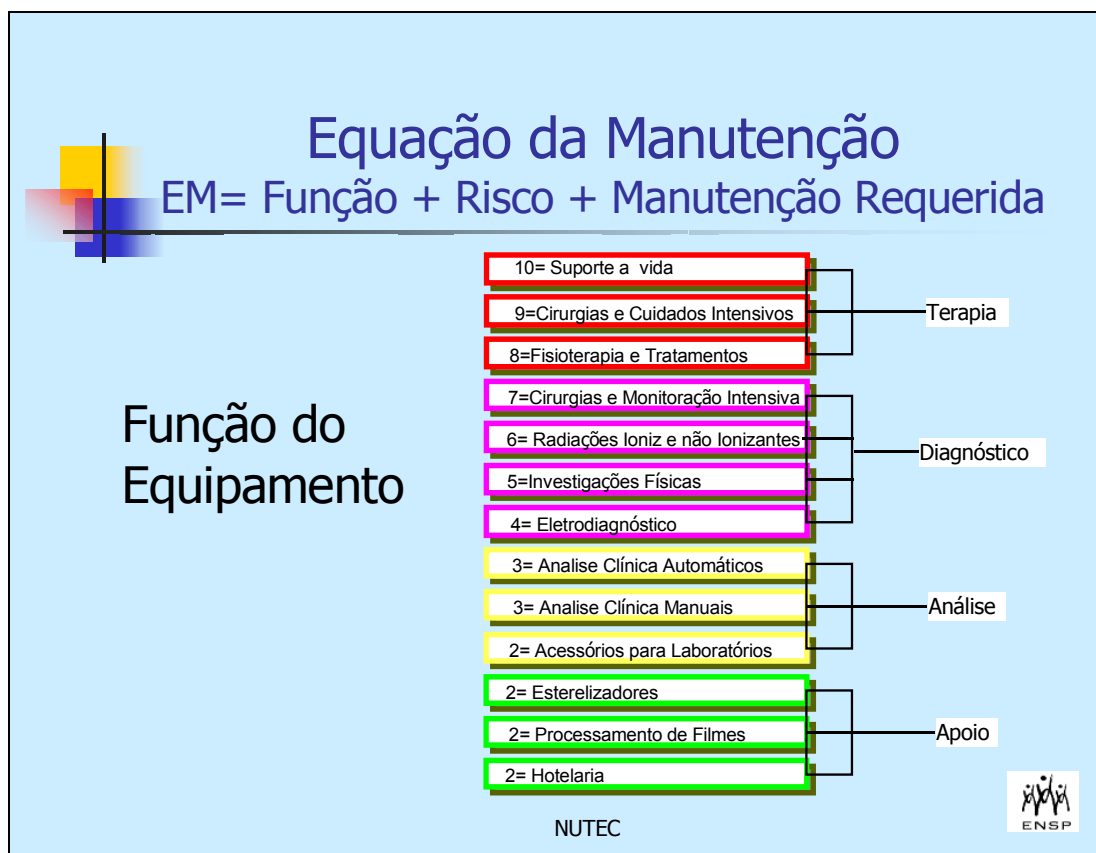 Equação da Manutenção
EM= Função + Risco + Manutenção Requerida
Função do
Equipamento
10= Suporte a vida
9=Cirurgias e Cuidados Intensivos
8=Fisioterapia e Tratamentos
Terapia
7=Cirurgias e Monitoração Intensiva
6= Radiações Ioniz e não Ionizantes
5=Investigações Físicas
4= Eletrodiagnóstico
Diagnóstico
3= Analise Clínica Automáticos
3= Analise Clínica Manuais
2= Acessórios para Laboratórios
Análise
2= Esterelizadores
2= Processamento de Filmes
2= Hotelaria
Apoio
NUTEC
ENSP